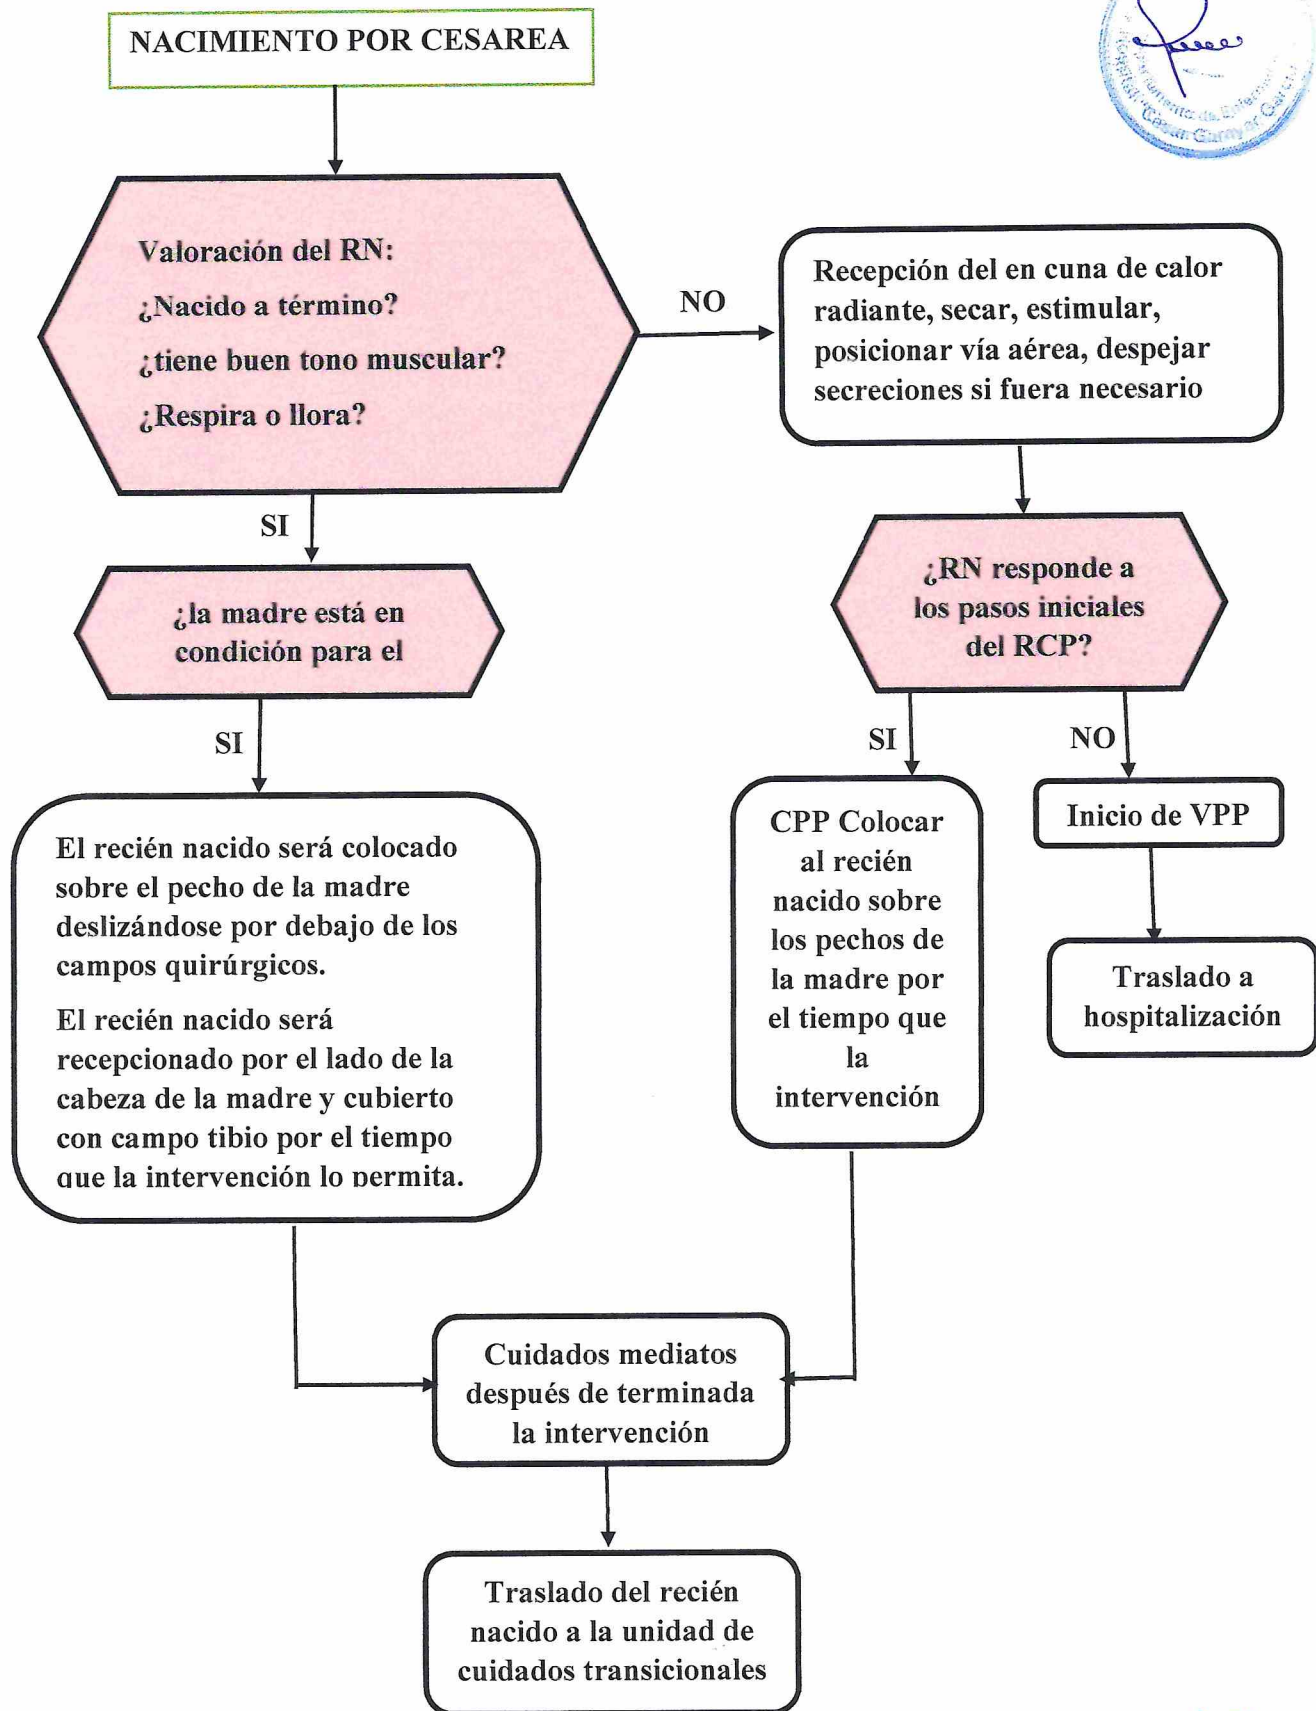 NACIMIENTO POR CESAREA
Valoración del RN:
¿Nacido a término?
¿tiene buen tono muscular?
¿Respira o llora?
NO
Recepción del en cuna de calor
radiante, secar, estimular,
posicionar vía aérea, despejar
secreciones si fuera necesario
SI
¿la madre está en
condición para el
¿RN responde a
los pasos iniciales
del RCP?
SI
SI
NO
El recién nacido será colocado
sobre el pecho de la madre
deslizándose por debajo de los
campos quirúrgicos.
El recién nacido será
recepcionado por el lado de la
cabeza de la madre y cubierto
con campo tibio por el tiempo
que la intervención lo permita.
CPP Colocar
al recién
nacido sobre
los pechos de
la madre por
el tiempo que
la
intervención
Inicio de VPP
Traslado a
hospitalización
Cuidados mediatos
después de terminada
la intervención
Traslado del recién
nacido a la unidad de
cuidados transicionales